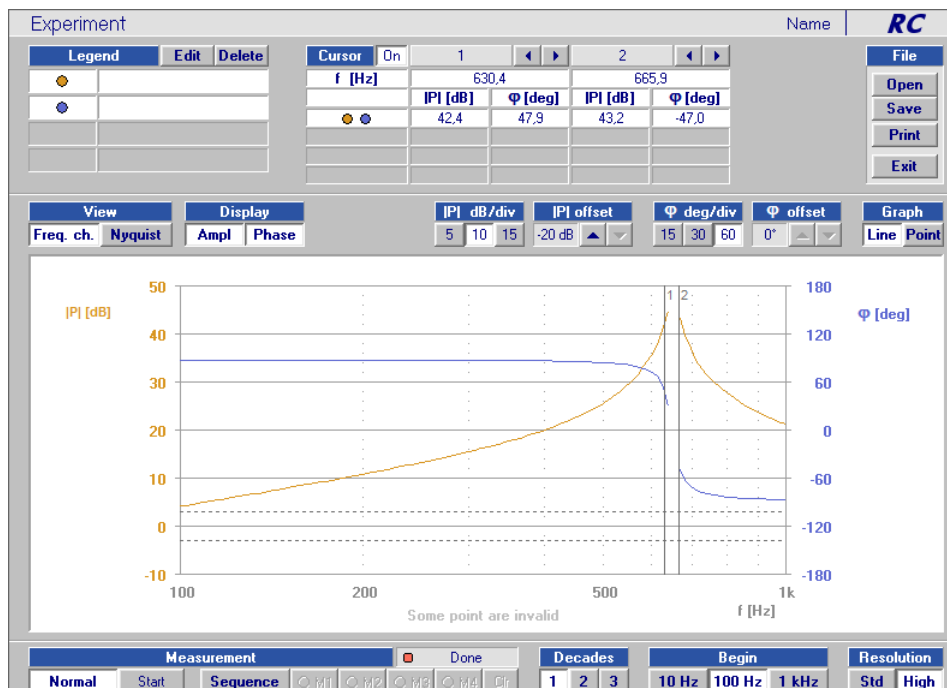 Experiment Name RC
Legend Edit Delete Cursor On 1 2 File
f [Hz] 630,4 665,9
|P| [dB] φ [deg] |P| [dB] φ [deg]
42,4 47,9 43,2 -47,0
Open
Save
Print
Exit
View Display |P| dB/div |P| offset φ deg/div φ offset Graph
Freq. ch. Nyquist Ampl Phase 5 10 15 -20 dB 15 30 60 0° Line Point
50 1 2 180
|P| [dB] φ [deg]
40 120
30 60
20 0
10 -60
0 -120
-10 -180
100 200 500 1k
Some point are invalid f [Hz]
Measurement Done Decades Begin Resolution
Normal Start Sequence M1 M2 M3 M4 Clr 1 2 3 10 Hz 100 Hz 1 kHz Std High